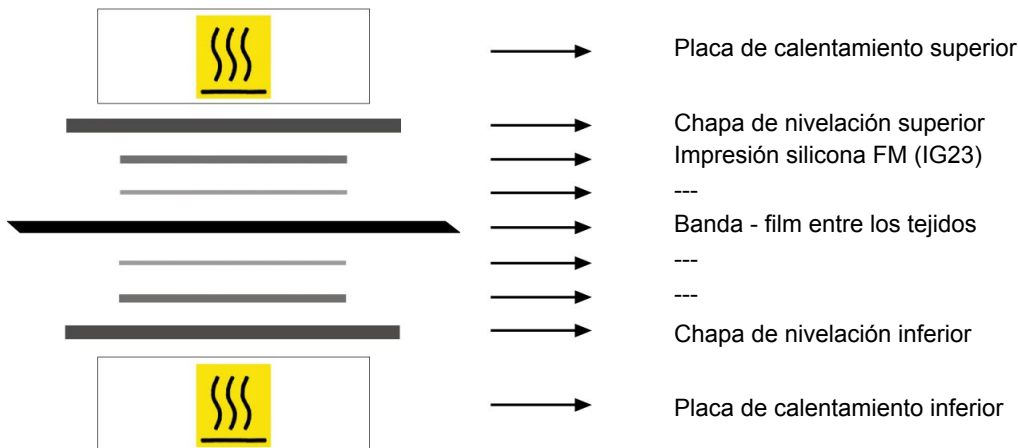 Placa de calentamiento superior
Chapa de nivelación superior
Impresión silicona FM (IG23)
---
Banda - film entre los tejidos
---
---
Chapa de nivelación inferior
Placa de calentamiento inferior